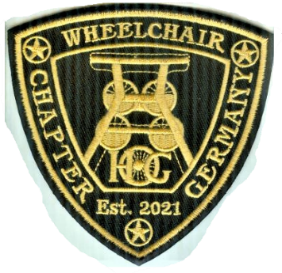 WHEELCHAIR
CHAPTER
GERMANY
HOG
Est. 2021